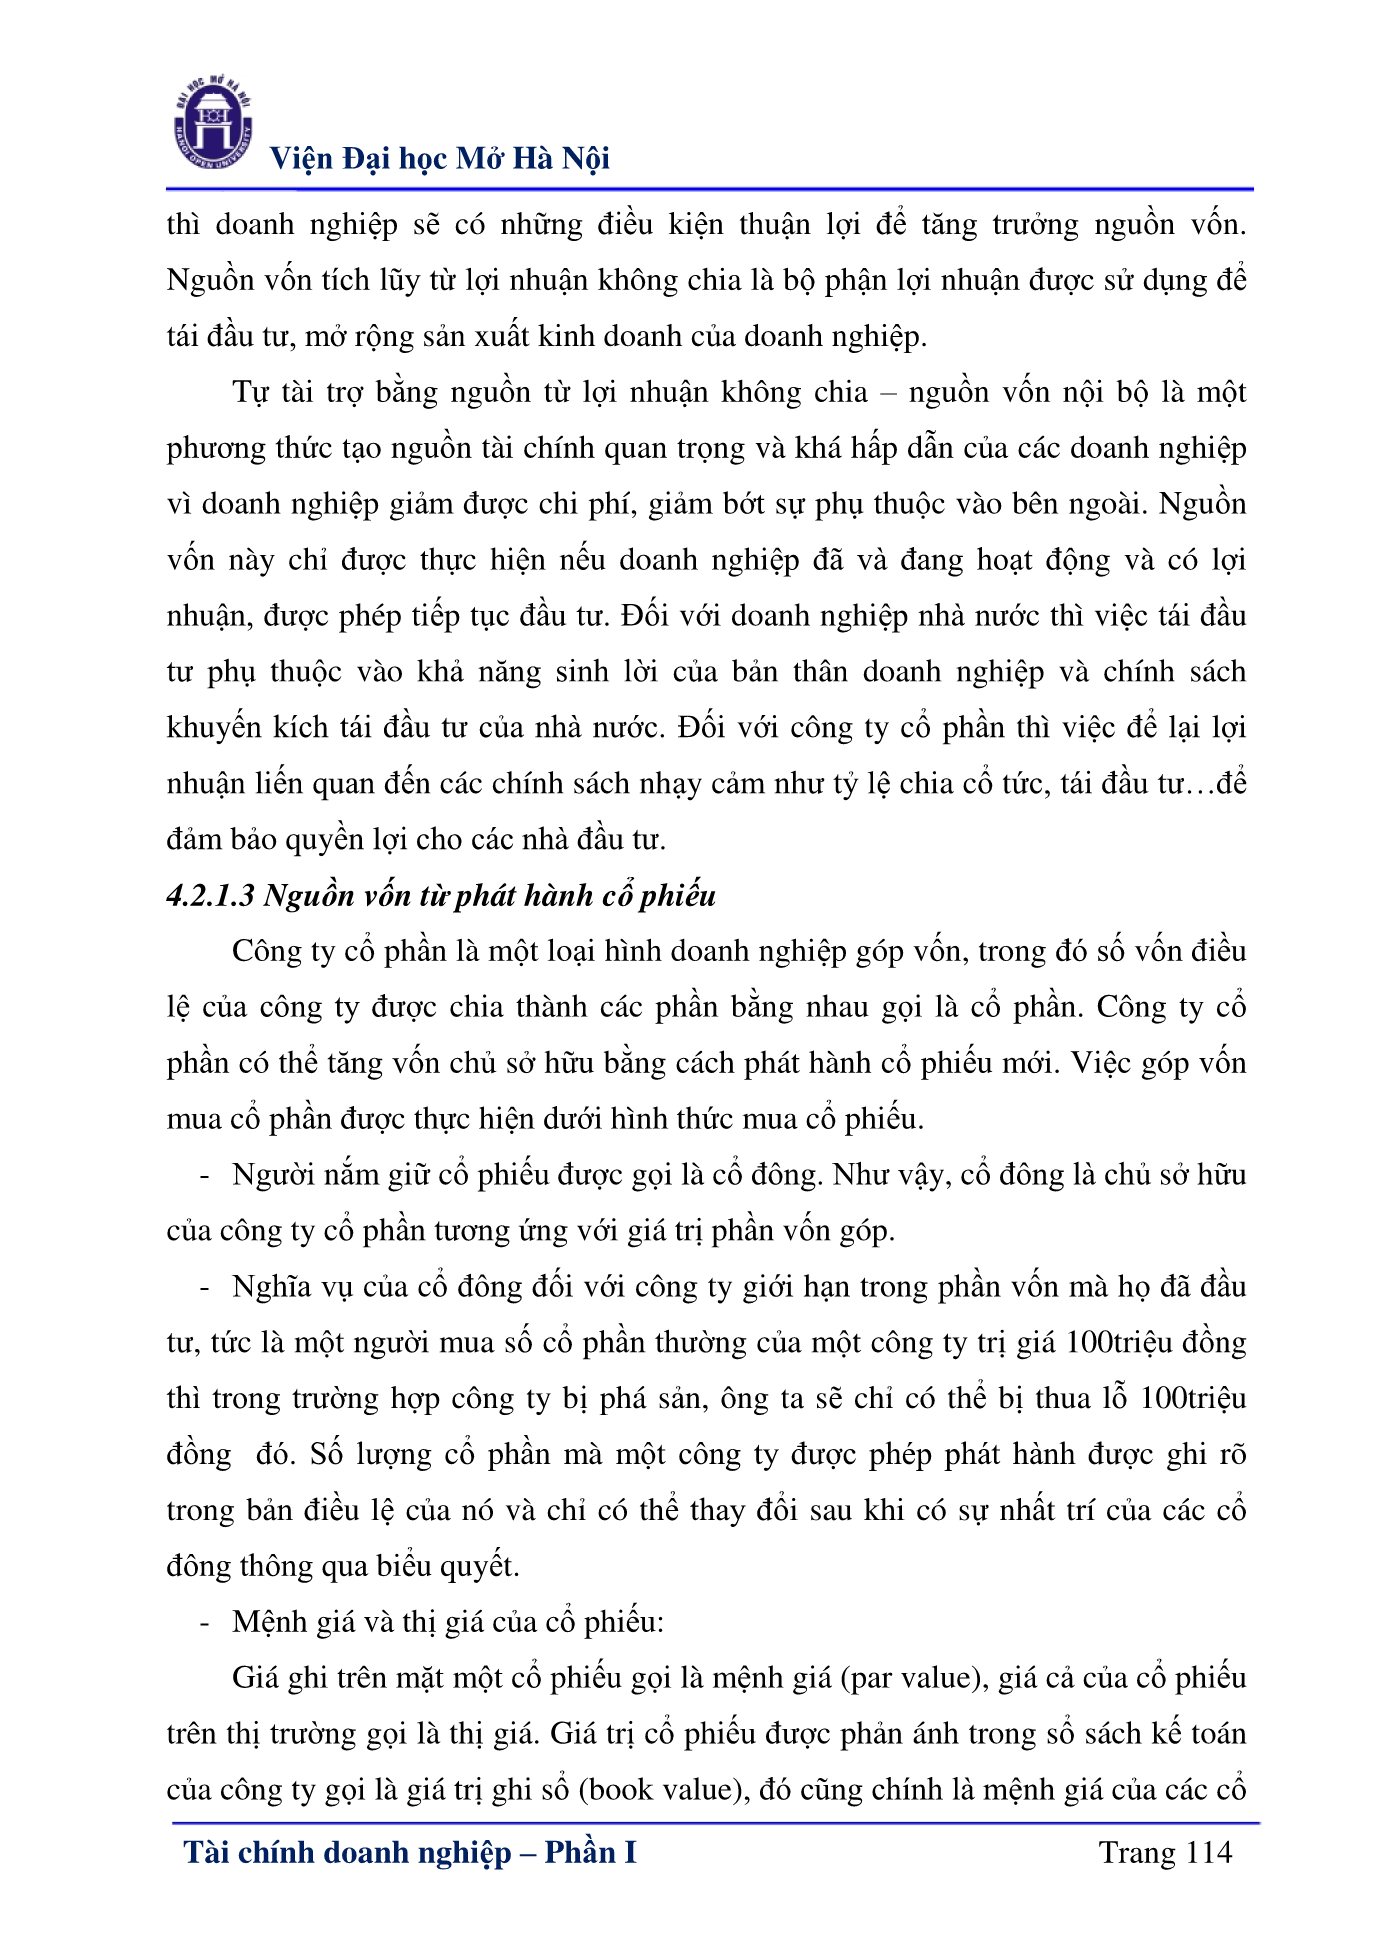 ĐẠI HỌC MỞ HÀ NỘI
HANOI OPEN UNIVERSITY
Viện Đại học Mở Hà Nội
thì doanh nghiệp sẽ có những điều kiện thuận lợi để tăng trưởng nguồn vốn.
Nguồn vốn tích lũy từ lợi nhuận không chia là bộ phận lợi nhuận được sử dụng để
tái đầu tư, mở rộng sản xuất kinh doanh của doanh nghiệp.
Tự tài trợ bằng nguồn từ lợi nhuận không chia – nguồn vốn nội bộ là một
phương thức tạo nguồn tài chính quan trọng và khá hấp dẫn của các doanh nghiệp
vì doanh nghiệp giảm được chi phí, giảm bớt sự phụ thuộc vào bên ngoài. Nguồn
vốn này chỉ được thực hiện nếu doanh nghiệp đã và đang hoạt động và có lợi
nhuận, được phép tiếp tục đầu tư. Đối với doanh nghiệp nhà nước thì việc tái đầu
tư phụ thuộc vào khả năng sinh lời của bản thân doanh nghiệp và chính sách
khuyến kích tái đầu tư của nhà nước. Đối với công ty cổ phần thì việc để lại lợi
nhuận liến quan đến các chính sách nhạy cảm như tỷ lệ chia cổ tức, tái đầu tư…để
đảm bảo quyền lợi cho các nhà đầu tư.
4.2.1.3 Nguồn vốn từ phát hành cổ phiếu
Công ty cổ phần là một loại hình doanh nghiệp góp vốn, trong đó số vốn điều
lệ của công ty được chia thành các phần bằng nhau gọi là cổ phần. Công ty cổ
phần có thể tăng vốn chủ sở hữu bằng cách phát hành cổ phiếu mới. Việc góp vốn
mua cổ phần được thực hiện dưới hình thức mua cổ phiếu.
- Người nắm giữ cổ phiếu được gọi là cổ đông. Như vậy, cổ đông là chủ sở hữu
của công ty cổ phần tương ứng với giá trị phần vốn góp.
- Nghĩa vụ của cổ đông đối với công ty giới hạn trong phần vốn mà họ đã đầu
tư, tức là một người mua số cổ phần thường của một công ty trị giá 100triệu đồng
thì trong trường hợp công ty bị phá sản, ông ta sẽ chỉ có thể bị thua lỗ 100triệu
đồng đó. Số lượng cổ phần mà một công ty được phép phát hành được ghi rõ
trong bản điều lệ của nó và chỉ có thể thay đổi sau khi có sự nhất trí của các cổ
đông thông qua biểu quyết.
- Mệnh giá và thị giá của cổ phiếu:
Giá ghi trên mặt một cổ phiếu gọi là mệnh giá (par value), giá cả của cổ phiếu
trên thị trường gọi là thị giá. Giá trị cổ phiếu được phản ánh trong sổ sách kế toán
của công ty gọi là giá trị ghi sổ (book value), đó cũng chính là mệnh giá của các cổ
Tài chính doanh nghiệp – Phần I
Trang 114